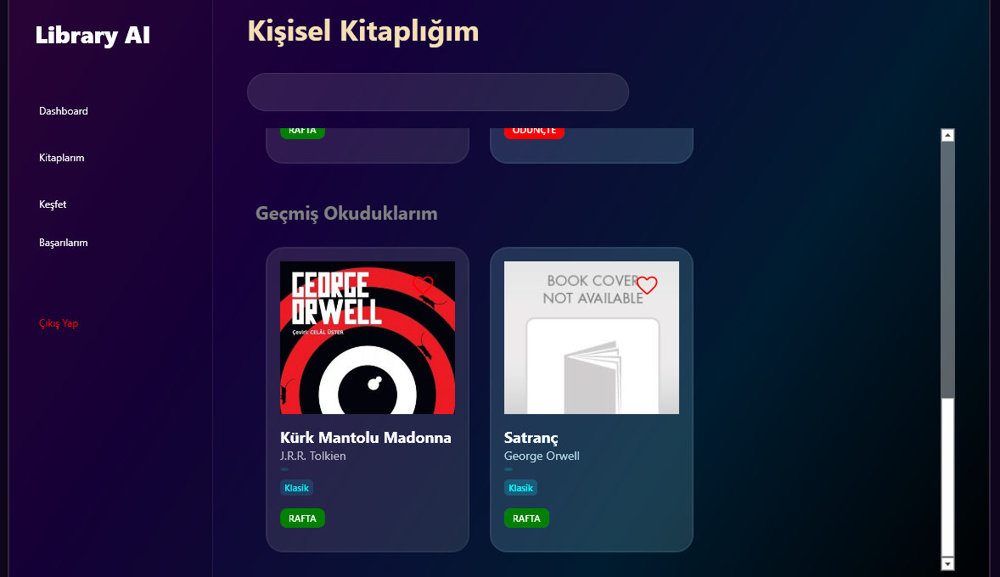 Library AI
Kişisel Kitaplığım
Dashboard
Kitaplarım
Keşfet
Başarılarım
Çıkış Yap
RAFTA
ÖDÜNÇTE
Geçmiş Okuduklarım
GEORGE
ORWELL
Çeviri: CELÂL ÜSTER
Kürk Mantolu Madonna
J.R.R. Tolkien
Klasik
RAFTA
BOOK COVER
NOT AVAILABLE
Satranç
George Orwell
Klasik
RAFTA